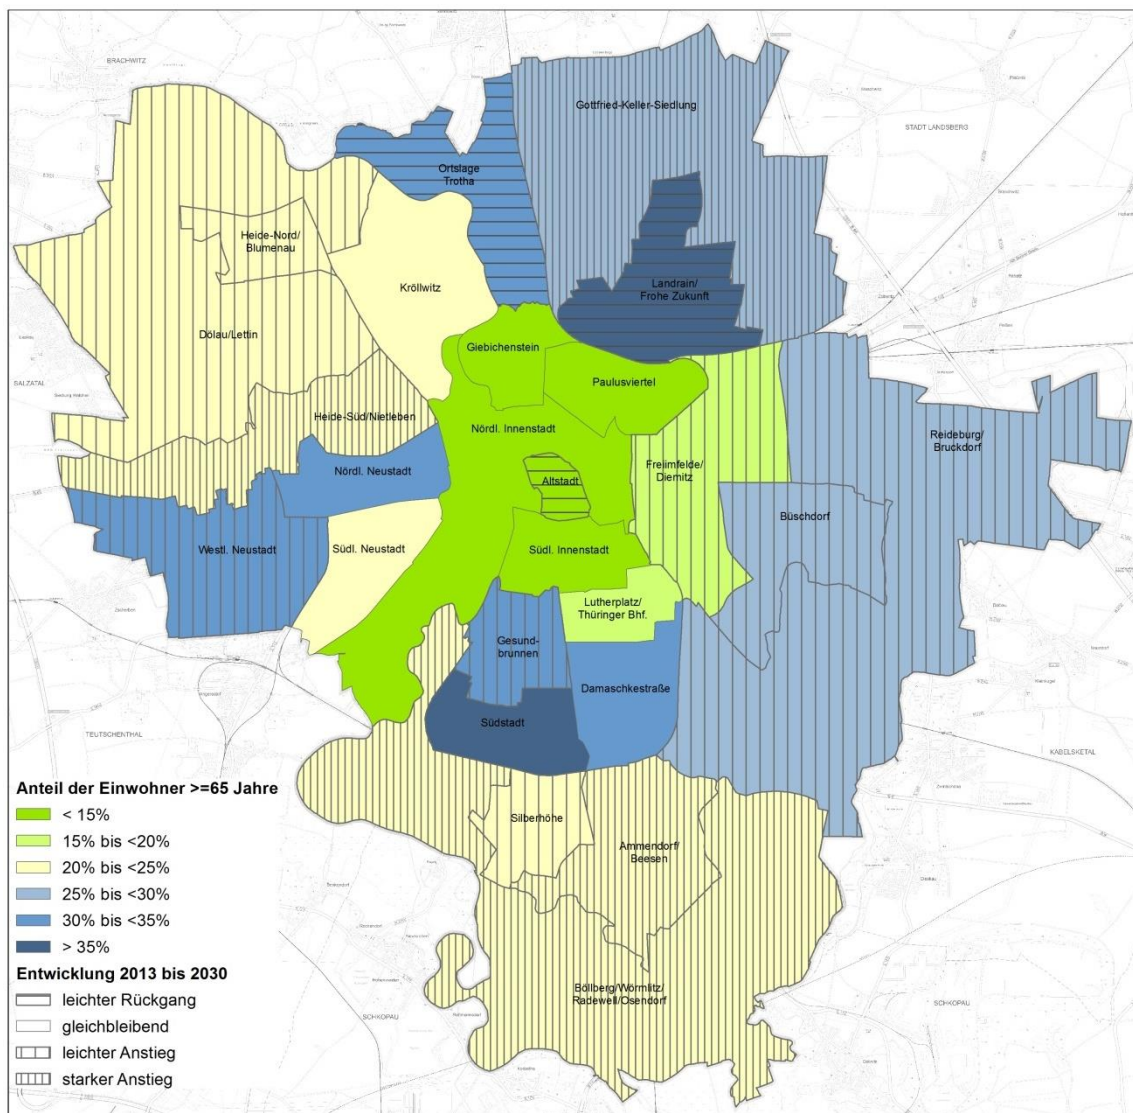 BRACHWITZ
Gottfried-Keller-Siedlung
STADT LANDSBERG
Ortslage
Trotha
Heide-Nord/
Blumenau
Kröllwitz
Landrain/
Frohe Zukunft
Dölau/Lettin
Giebichenstein
SALZATAL
Paulusviertel
Heide-Süd/Nietleben
Nördl. Innenstadt
Reideburg/
Bruckdorf
Nördl. Neustadt
Freiimfelde/
Diemitz
Altstadt
Büschdorf
Westl. Neustadt
Südl. Neustadt
Südl. Innenstadt
Lutherplatz/
Thüringer Bhf.
Gesund-
brunnen
Damaschkestraße
Südstadt
TEUTSCHENTHAL
KABELSKETAL
Silberhöhe
Ammendorf/
Beesen
Böllberg/Wörmlitz/
Radewell/Osendorf
SCHKOPAU
SCHKOPAU
Anteil der Einwohner >=65 Jahre
< 15%
15% bis <20%
20% bis <25%
25% bis <30%
30% bis <35%
> 35%
Entwicklung 2013 bis 2030
leichter Rückgang
gleichbleibend
leichter Anstieg
starker Anstieg